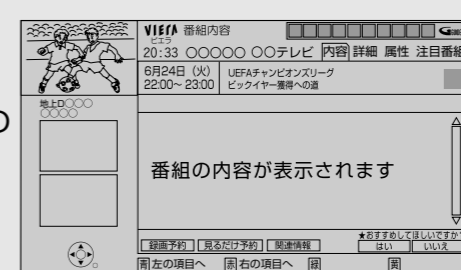 VIErA 番組内容
ビエラ
20:33 ○○○○○ ○○テレビ 内容 詳細 属性 注目番組
6月24日（火） UEFAチャンピオンズリーグ
22:00～23:00 ビックイヤー獲得への道
地上D○○○
○○○○
番組の内容が表示されます
★おすすめしてほしいですか?
録画予約 見るだけ予約 関連情報 はい いいえ
青 左の項目へ 赤 右の項目へ 緑 黄